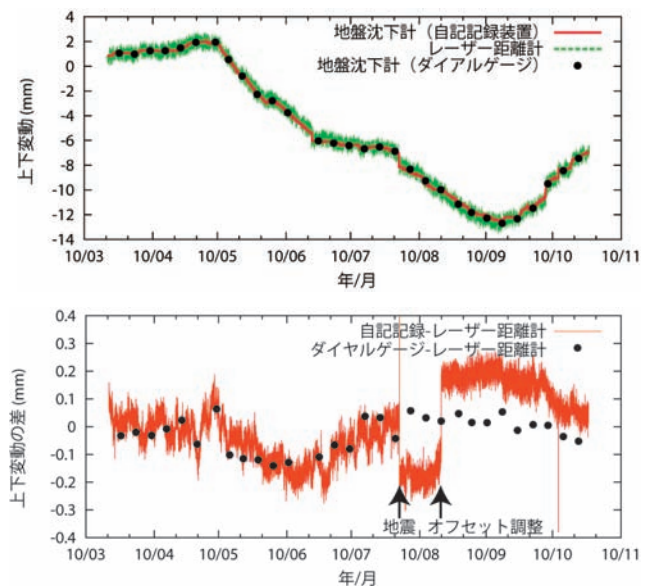 地盤沈下計（自記記録装置）
レーザー距離計
地盤沈下計（ダイアルゲージ）
上下変動 (mm)
4
2
0
-2
-4
-6
-8
-10
-12
-14
10/03 10/04 10/05 10/06 10/07 10/08 10/09 10/10 10/11
年/月
自記記録-レーザー距離計
ダイヤルゲージ-レーザー距離計
上下変動の差 (mm)
0.4
0.3
0.2
0.1
0
-0.1
-0.2
-0.3
-0.4
地震 オフセット調整
10/03 10/04 10/05 10/06 10/07 10/08 10/09 10/10 10/11
年/月